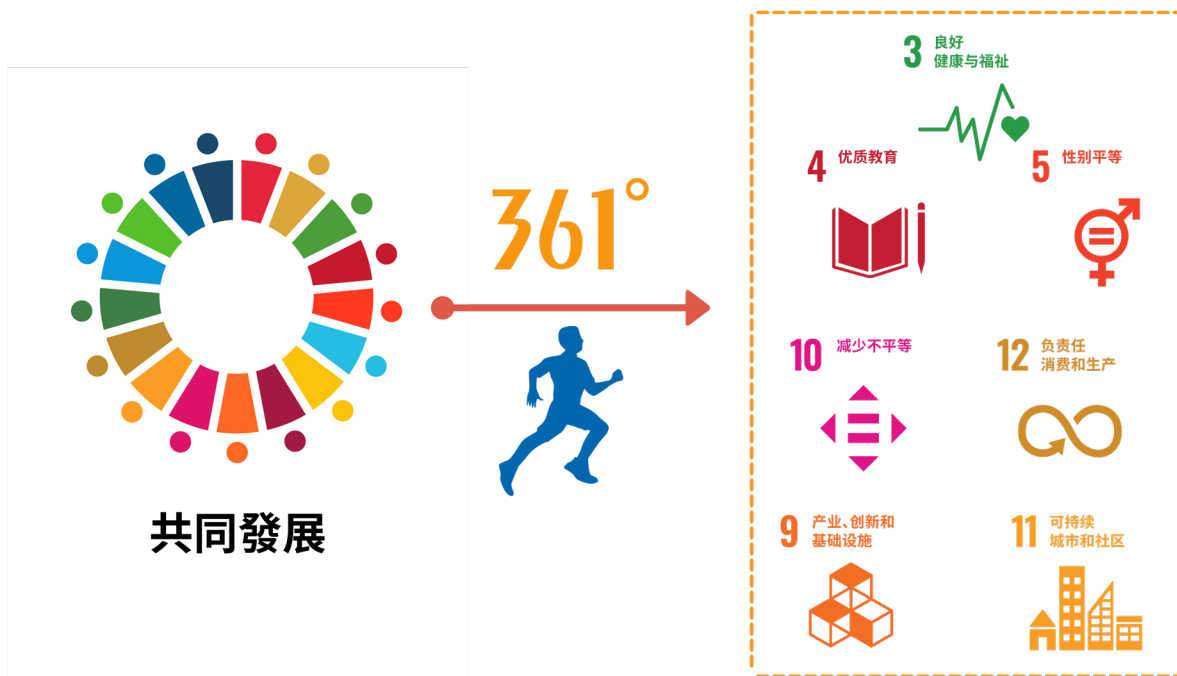 共同發展
361°
3 良好
健康与福祉
4 优质教育
5 性别平等
10 减少不平等
12 负责任
消费和生产
9 产业、创新和
基础设施
11 可持续
城市和社区